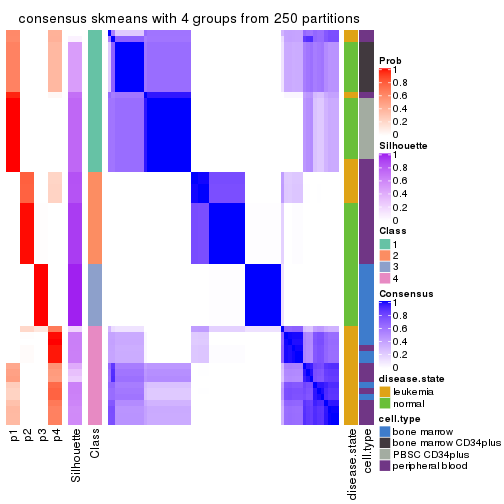 consensus skmeans with 4 groups from 250 partitions
Prob
1
0.8
0.6
0.4
0.2
0
Silhouette
1
0.8
0.6
0.4
0.2
0
Class
1
2
3
4
Consensus
1
0.8
0.6
0.4
0.2
0
disease.state
leukemia
normal
cell.type
bone marrow
bone marrow CD34plus
PBSC CD34plus
peripheral blood
p1
p2
p3
p4
Silhouette
Class
disease.state
cell.type